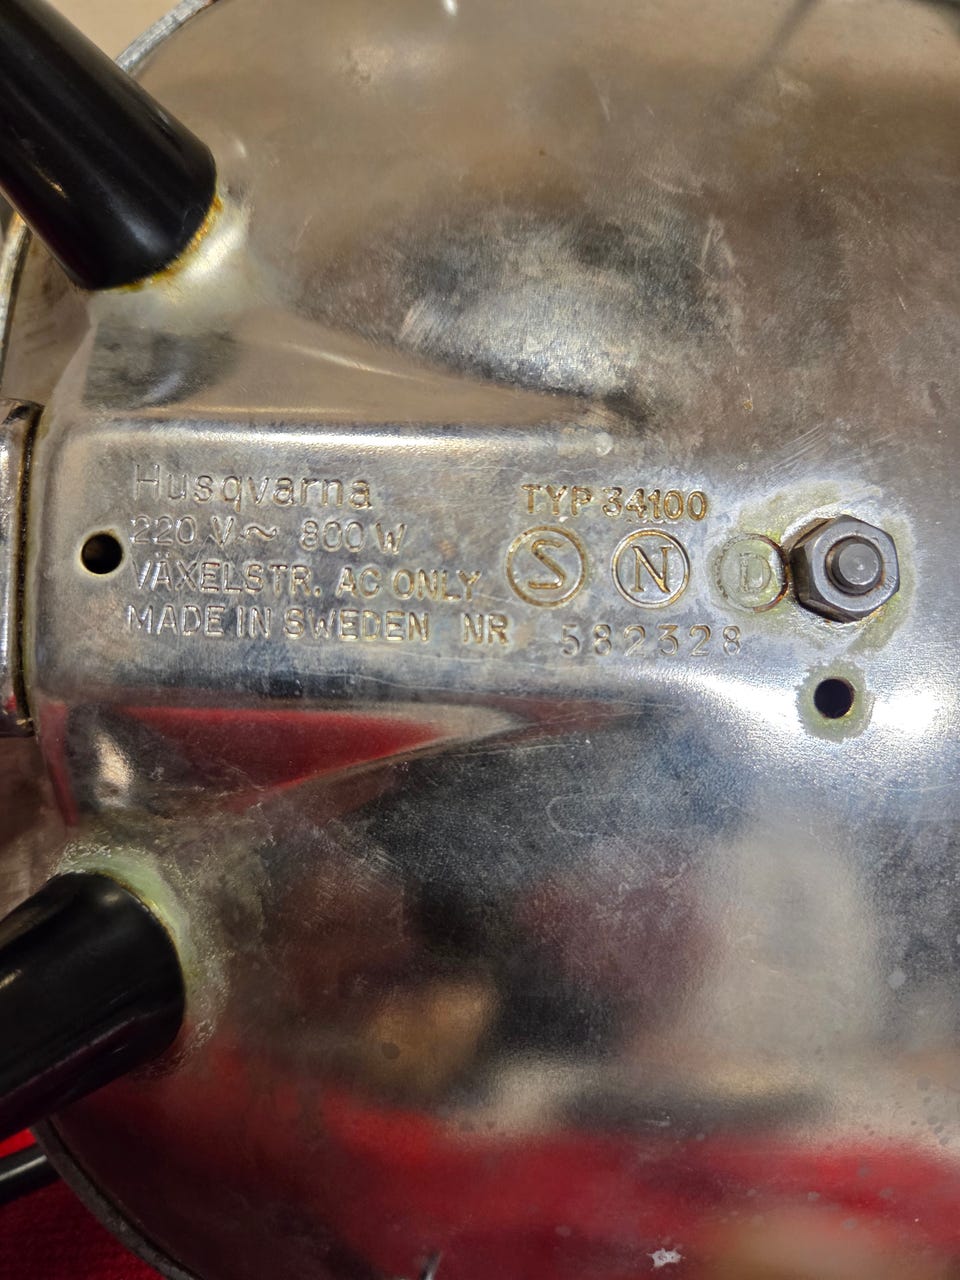 Husqvarna
220 V~ 800 W
VÄXELSTR. AC ONLY
MADE IN SWEDEN NR 582328
TYP 34100
S N D